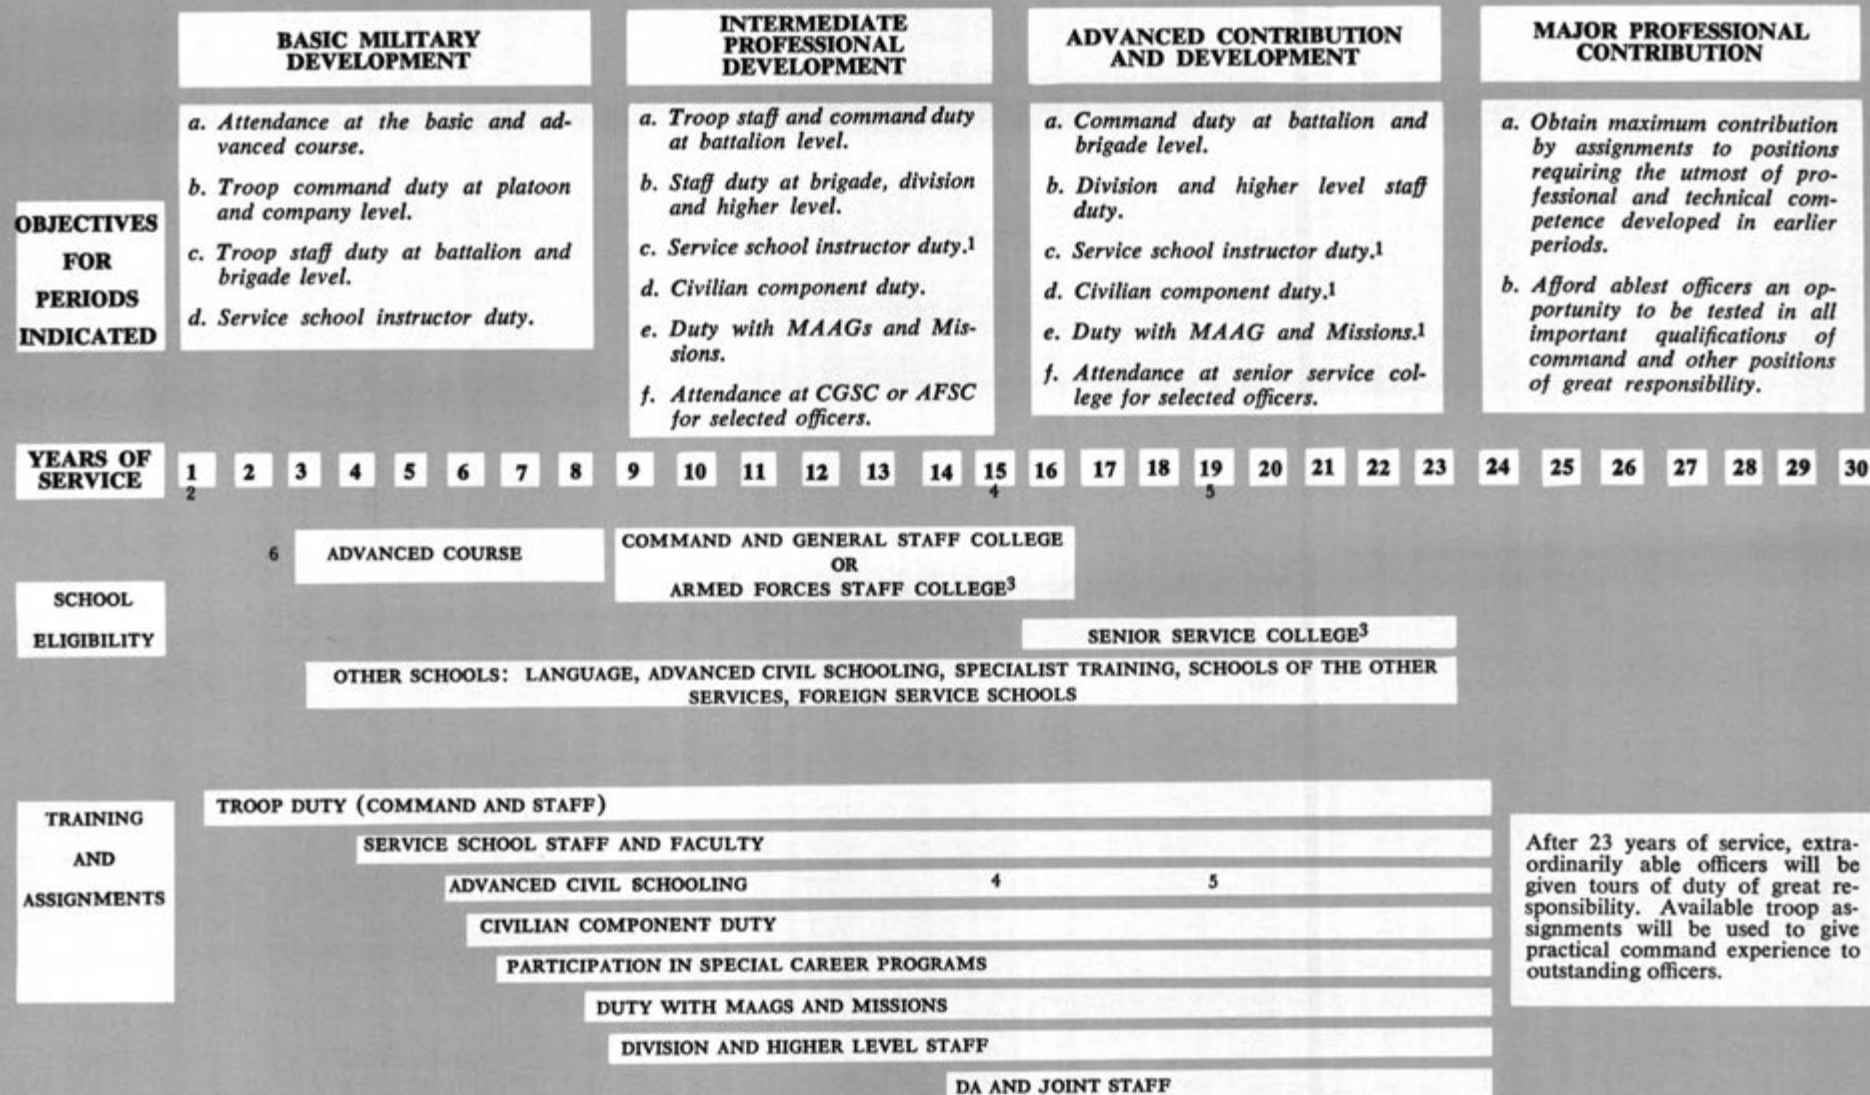 BASIC MILITARY
DEVELOPMENT
INTERMEDIATE
PROFESSIONAL
DEVELOPMENT
ADVANCED CONTRIBUTION
AND DEVELOPMENT
MAJOR PROFESSIONAL
CONTRIBUTION
OBJECTIVES
FOR
PERIODS
INDICATED
a. Attendance at the basic and ad-
vanced course.
b. Troop command duty at platoon
and company level.
c. Troop staff duty at battalion and
brigade level.
d. Service school instructor duty.
a. Troop staff and command duty
at battalion level.
b. Staff duty at brigade, division
and higher level.
c. Service school instructor duty.1
d. Civilian component duty.
e. Duty with MAAGs and Mis-
sions.
f. Attendance at CGSC or AFSC
for selected officers.
a. Command duty at battalion and
brigade level.
b. Division and higher level staff
duty.
c. Service school instructor duty.1
d. Civilian component duty.1
e. Duty with MAAG and Missions.1
f. Attendance at senior service col-
lege for selected officers.
a. Obtain maximum contribution
by assignments to positions
requiring the utmost of pro-
fessional and technical com-
petence developed in earlier
periods.
b. Afford ablest officers an op-
portunity to be tested in all
important qualifications of
command and other positions
of great responsibility.
YEARS OF
SERVICE
1 2 3 4 5 6 7 8 9 10 11 12 13 14 15 16 17 18 19 20 21 22 23 24 25 26 27 28 29 30
2 4 5
SCHOOL
ELIGIBILITY
6 ADVANCED COURSE
COMMAND AND GENERAL STAFF COLLEGE
OR
ARMED FORCES STAFF COLLEGE3
SENIOR SERVICE COLLEGE3
OTHER SCHOOLS: LANGUAGE, ADVANCED CIVIL SCHOOLING, SPECIALIST TRAINING, SCHOOLS OF THE OTHER
SERVICES, FOREIGN SERVICE SCHOOLS
TRAINING
AND
ASSIGNMENTS
TROOP DUTY (COMMAND AND STAFF)
SERVICE SCHOOL STAFF AND FACULTY
ADVANCED CIVIL SCHOOLING 4 5
CIVILIAN COMPONENT DUTY
PARTICIPATION IN SPECIAL CAREER PROGRAMS
DUTY WITH MAAGS AND MISSIONS
DIVISION AND HIGHER LEVEL STAFF
DA AND JOINT STAFF
After 23 years of service, extra-
ordinarily able officers will be
given tours of duty of great re-
sponsibility. Available troop as-
signments will be used to give
practical command experience to
outstanding officers.